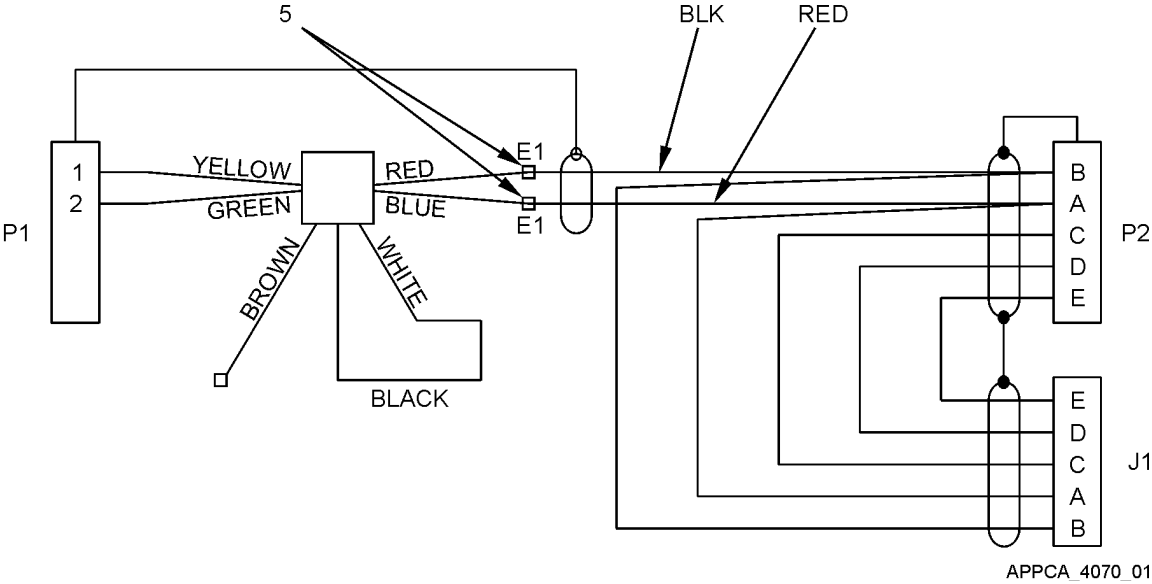 5
BLK
RED
E1
1
YELLOW
RED
B
2
GREEN
BLUE
A
E1
P1
C
P2
D
BROWN
WHITE
E
BLACK
E
D
C
J1
A
B
APPCA_4070_01